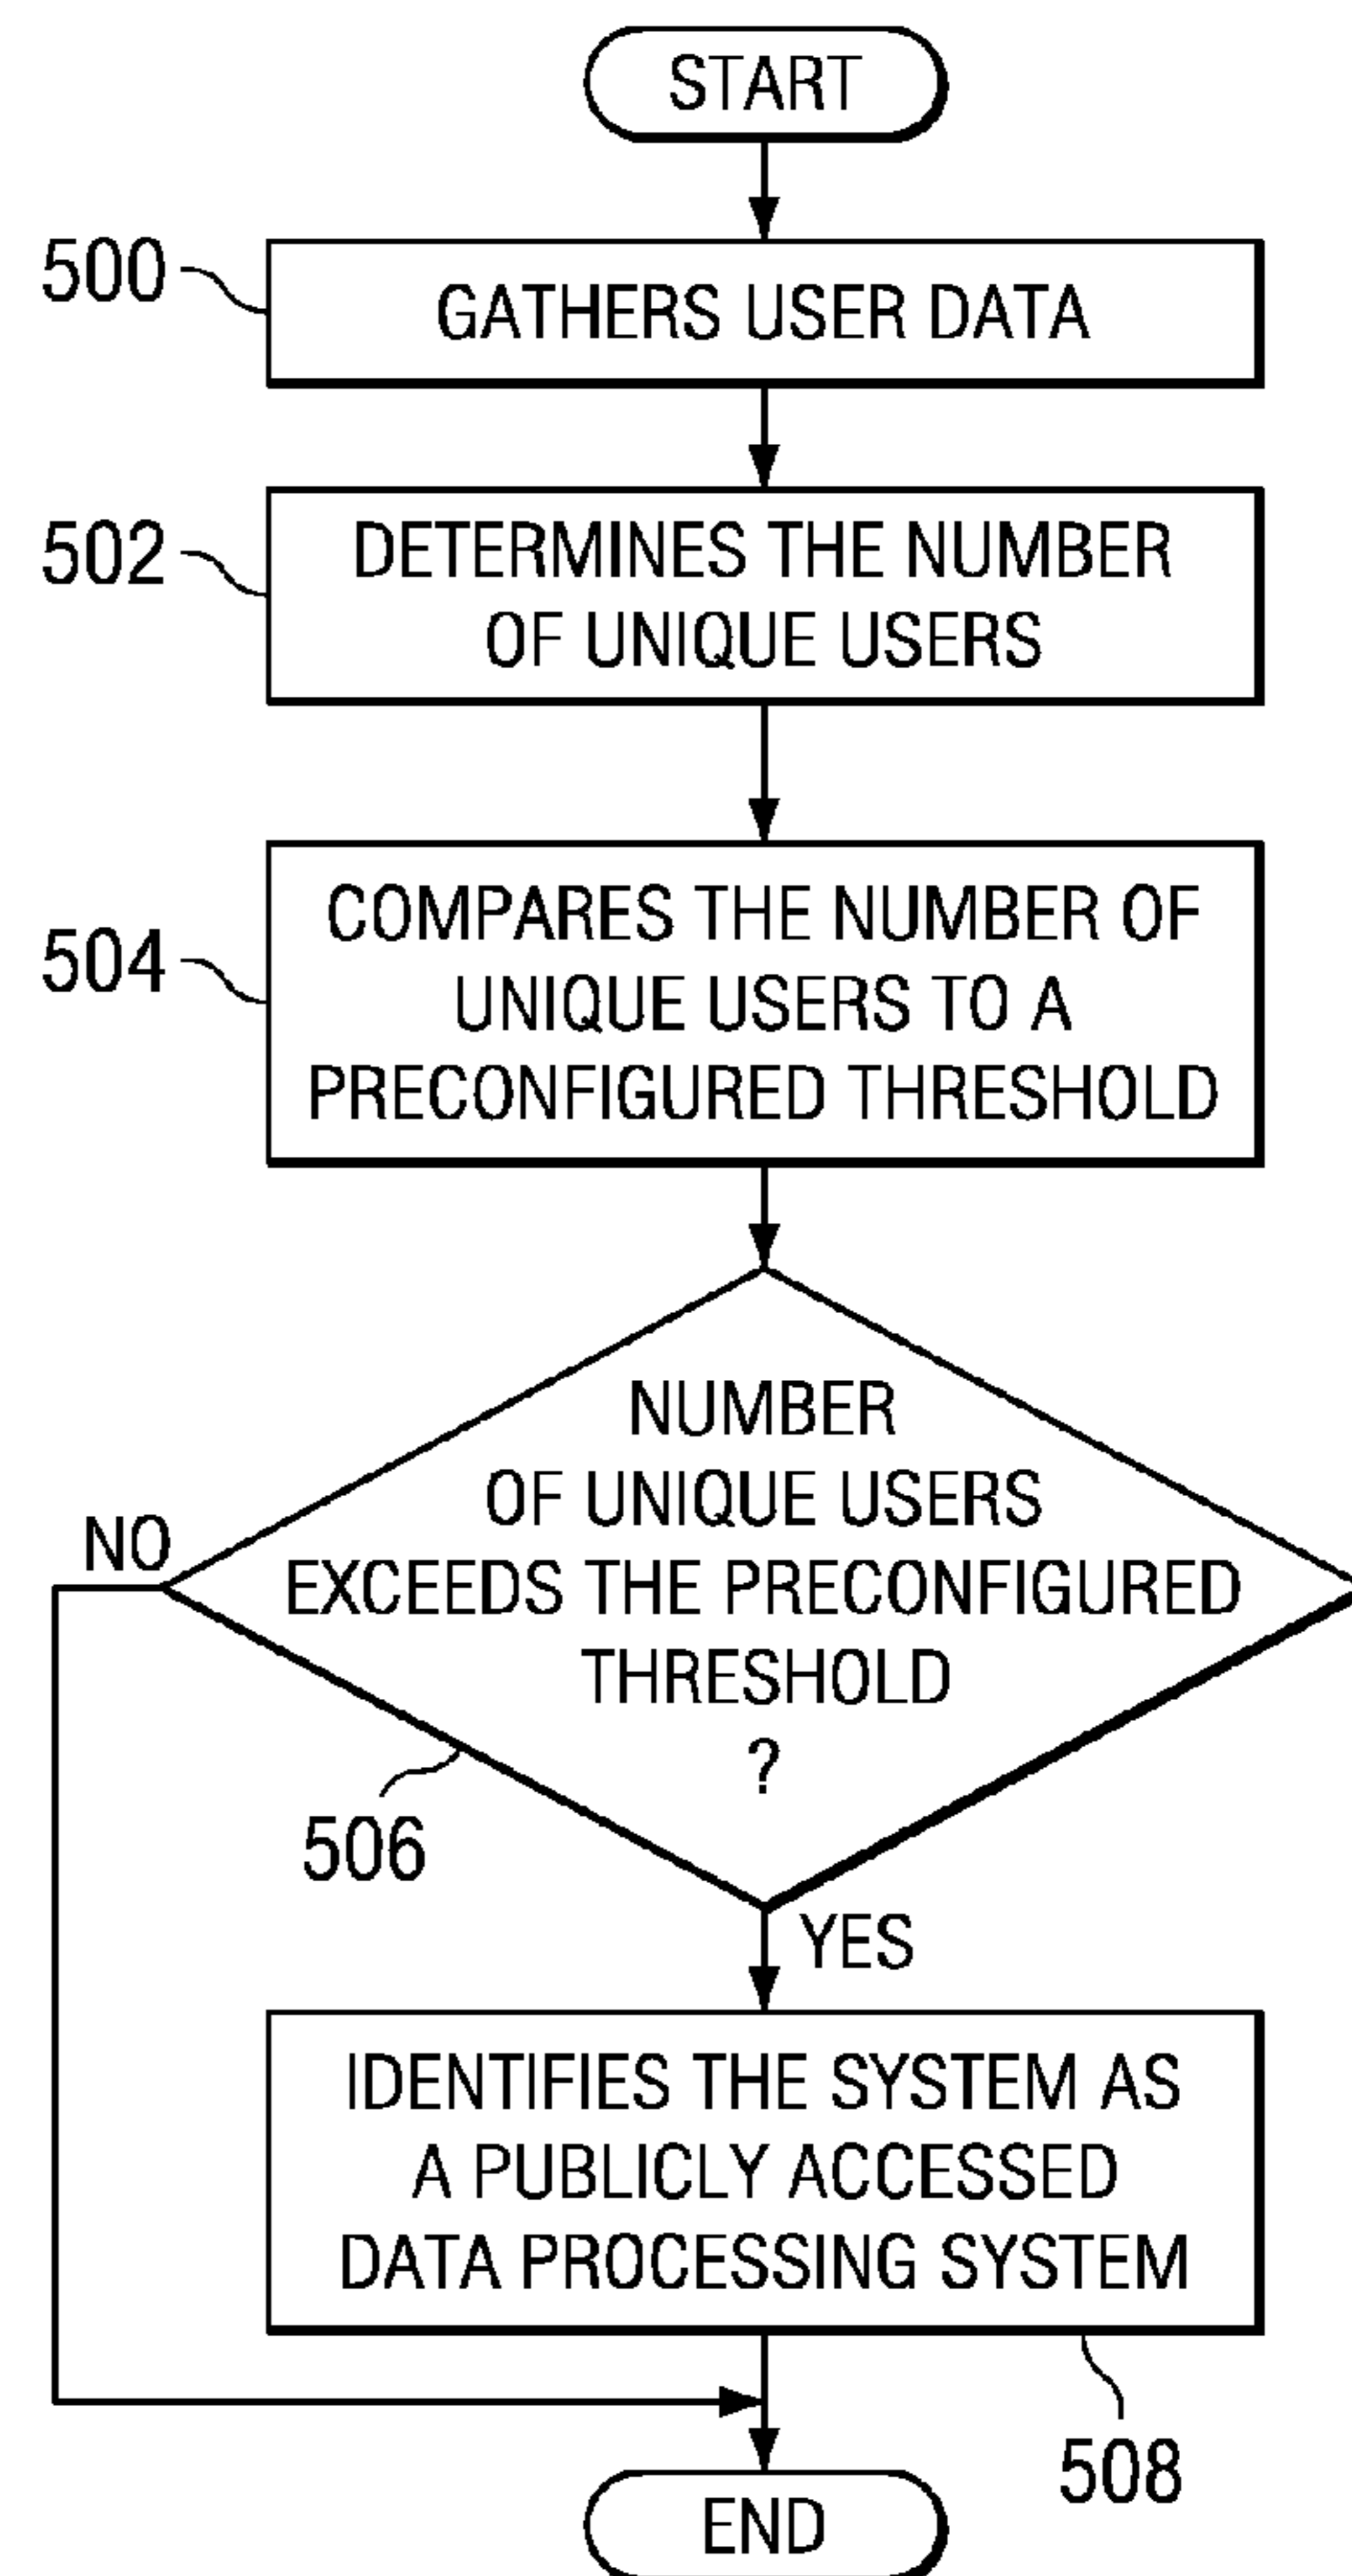 START
500
GATHERS USER DATA
502
DETERMINES THE NUMBER
OF UNIQUE USERS
504
COMPARES THE NUMBER OF
UNIQUE USERS TO A
PRECONFIGURED THRESHOLD
NUMBER
OF UNIQUE USERS
EXCEEDS THE PRECONFIGURED
THRESHOLD
?
NO
506
YES
IDENTIFIES THE SYSTEM AS
A PUBLICLY ACCESSED
DATA PROCESSING SYSTEM
508
END